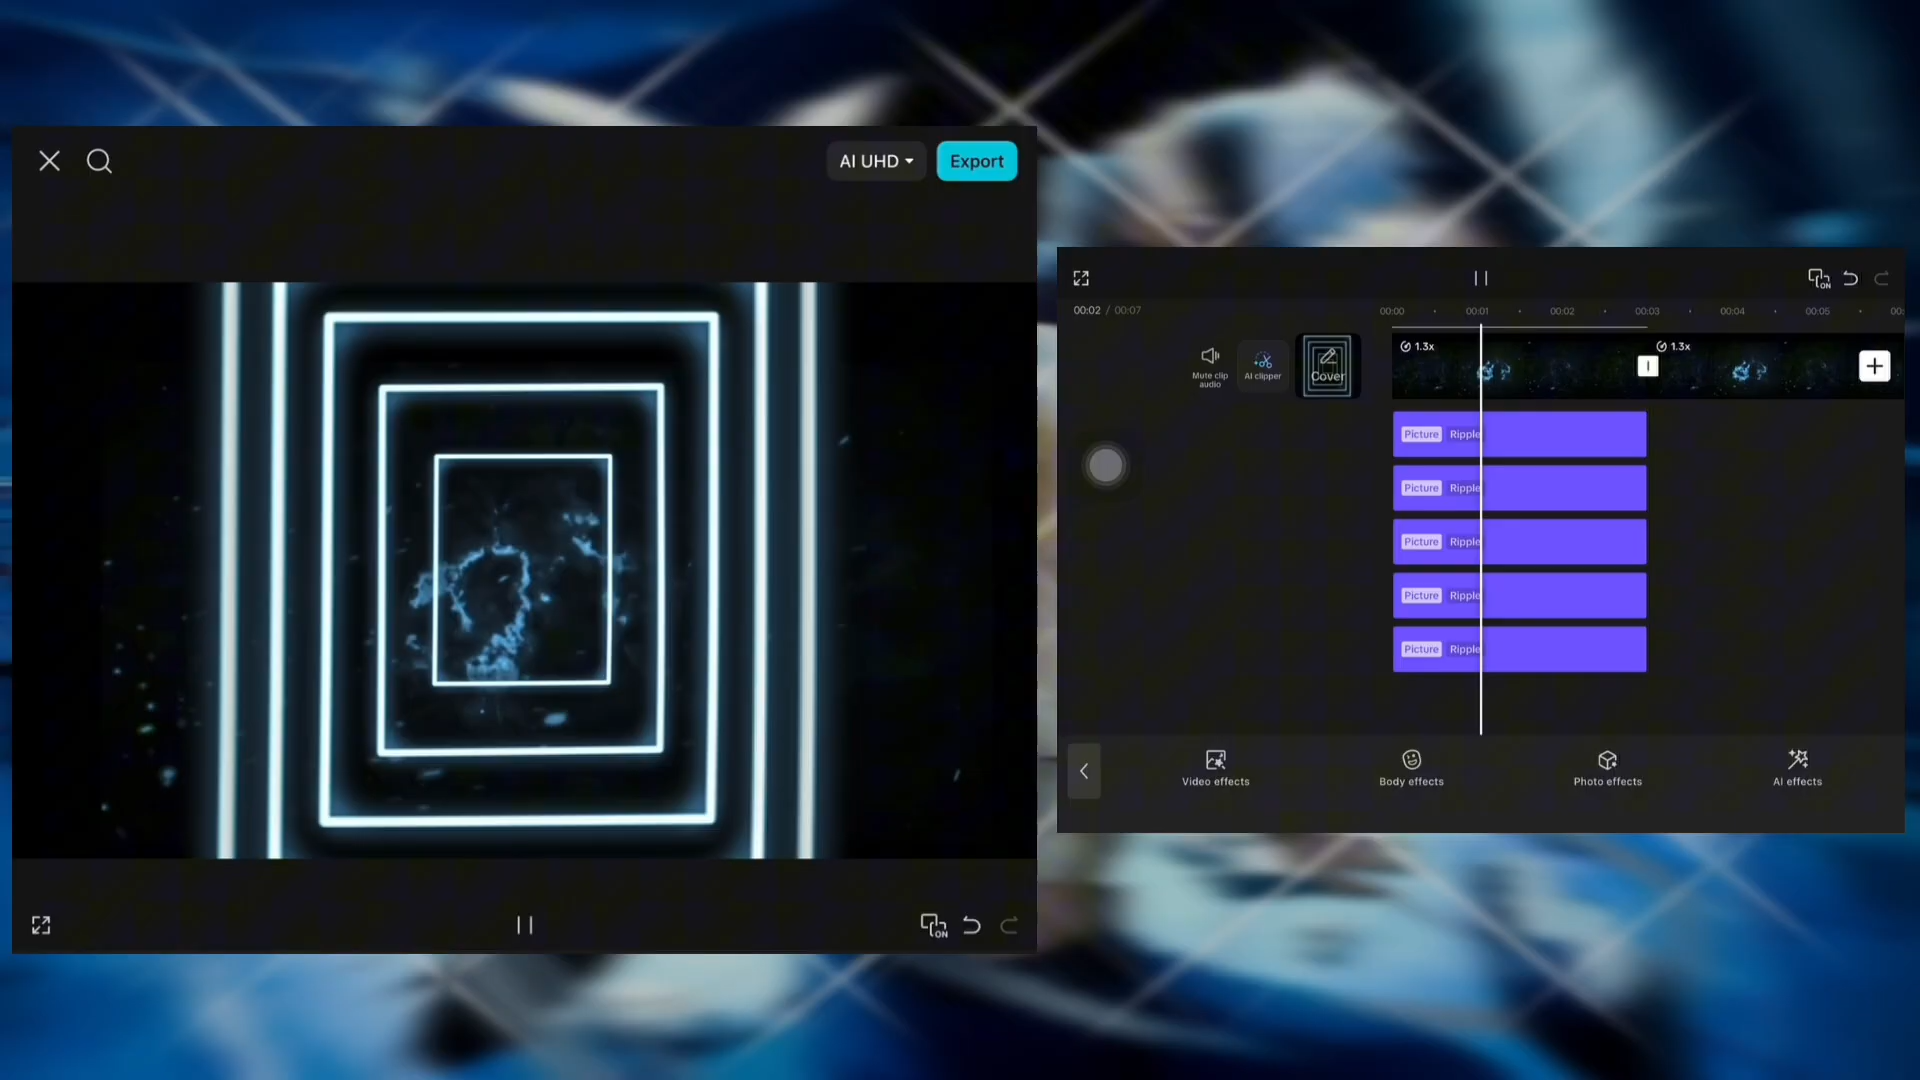 AI UHD
Export
ON
ON
00:02 / 00:07
00:00
00:01
00:02
00:03
00:04
00:05
Mute clip audio
AI clipper
Cover
1.3x
1.3x
Picture Ripple
Picture Ripple
Picture Ripple
Picture Ripple
Picture Ripple
Video effects
Body effects
Photo effects
AI effects